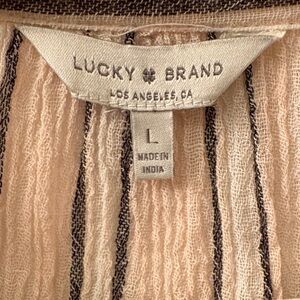 LUCKY BRAND
LOS ANGELES, CA
L
MADE IN
INDIA